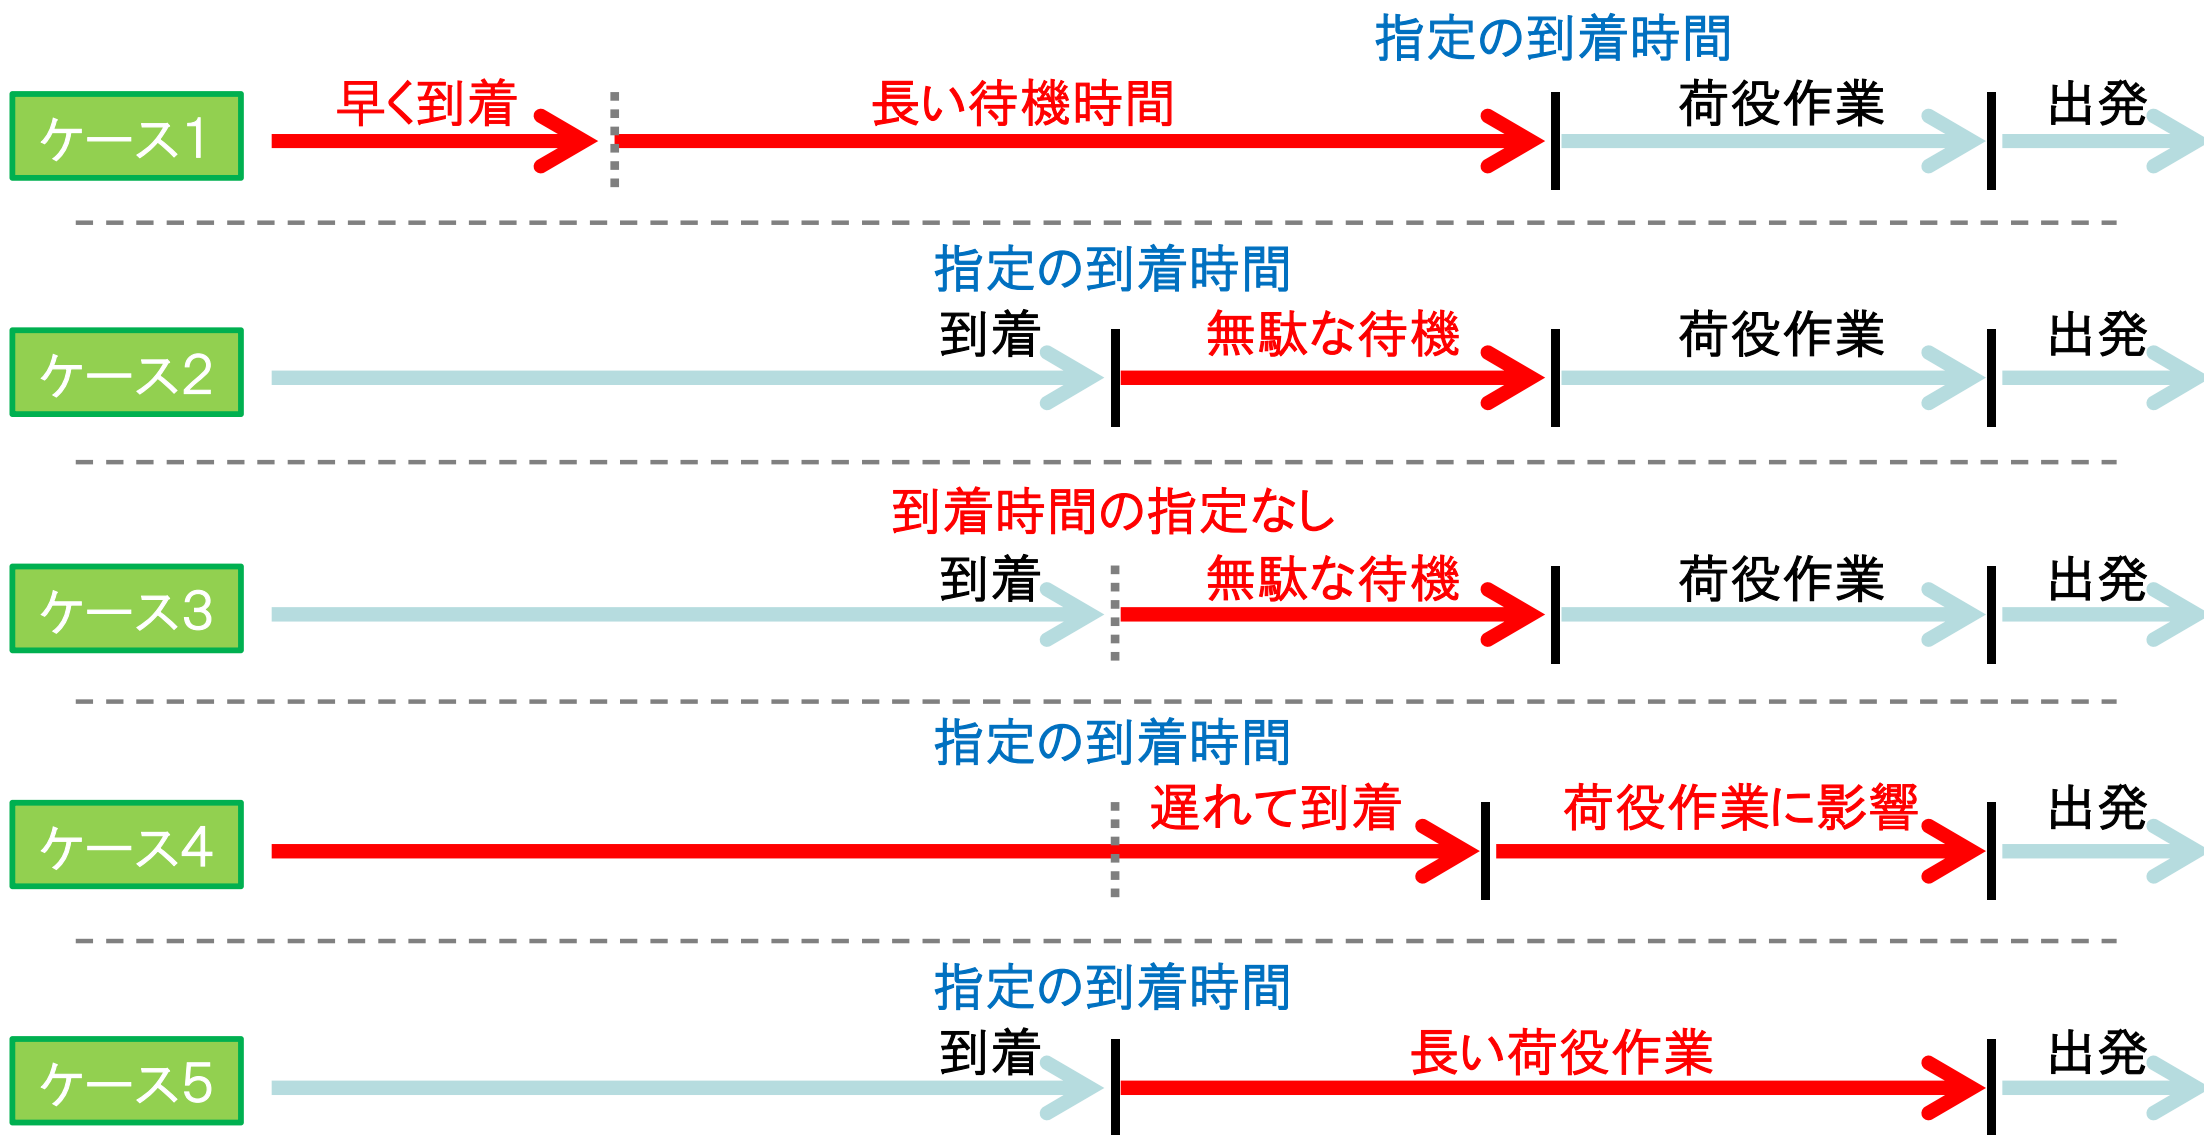 指定の到着時間
ケース1
早く到着
長い待機時間
荷役作業
出発
指定の到着時間
ケース2
到着
無駄な待機
荷役作業
出発
到着時間の指定なし
ケース3
到着
無駄な待機
荷役作業
出発
指定の到着時間
ケース4
遅れて到着
荷役作業に影響
出発
指定の到着時間
ケース5
到着
長い荷役作業
出発